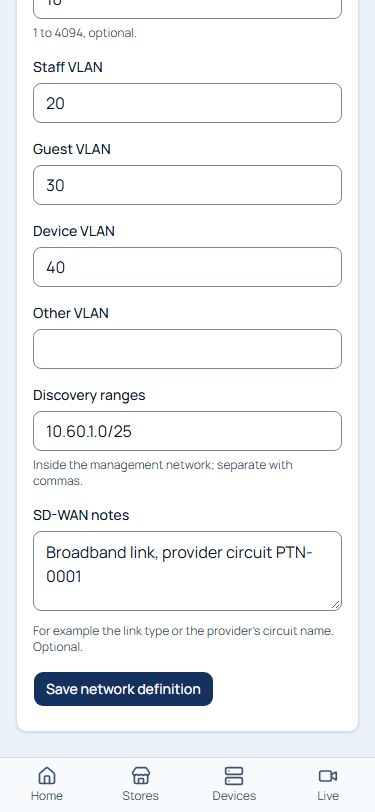 10
1 to 4094, optional.
Staff VLAN
20
Guest VLAN
30
Device VLAN
40
Other VLAN
Discovery ranges
10.60.1.0/25
Inside the management network; separate with
commas.
SD-WAN notes
Broadband link, provider circuit PTN-
0001
For example the link type or the provider's circuit name.
Optional.
Save network definition
Home
Stores
Devices
Live